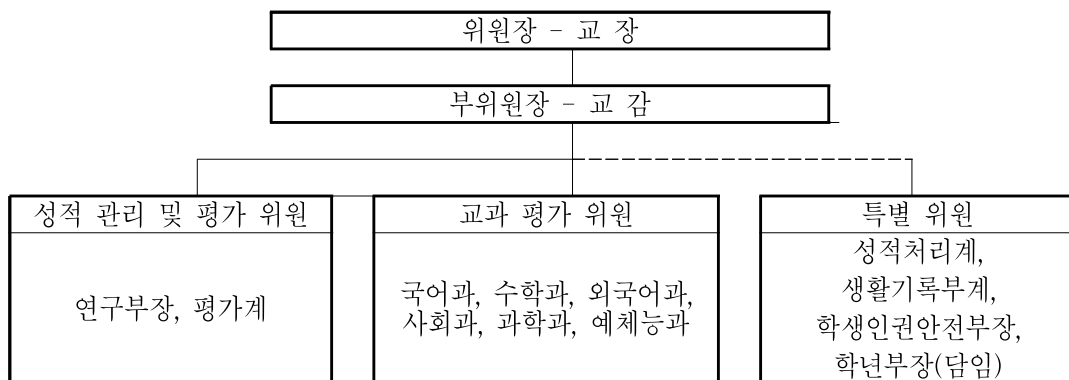 위원장 - 교 장
부위원장 - 교 감
성적 관리 및 평가 위원
연구부장, 평가계
교과 평가 위원
국어과, 수학과, 외국어과,
사회과, 과학과, 예체능과
특별 위원
성적처리계,
생활기록부계,
학생인권안전부장,
학년부장(담임)